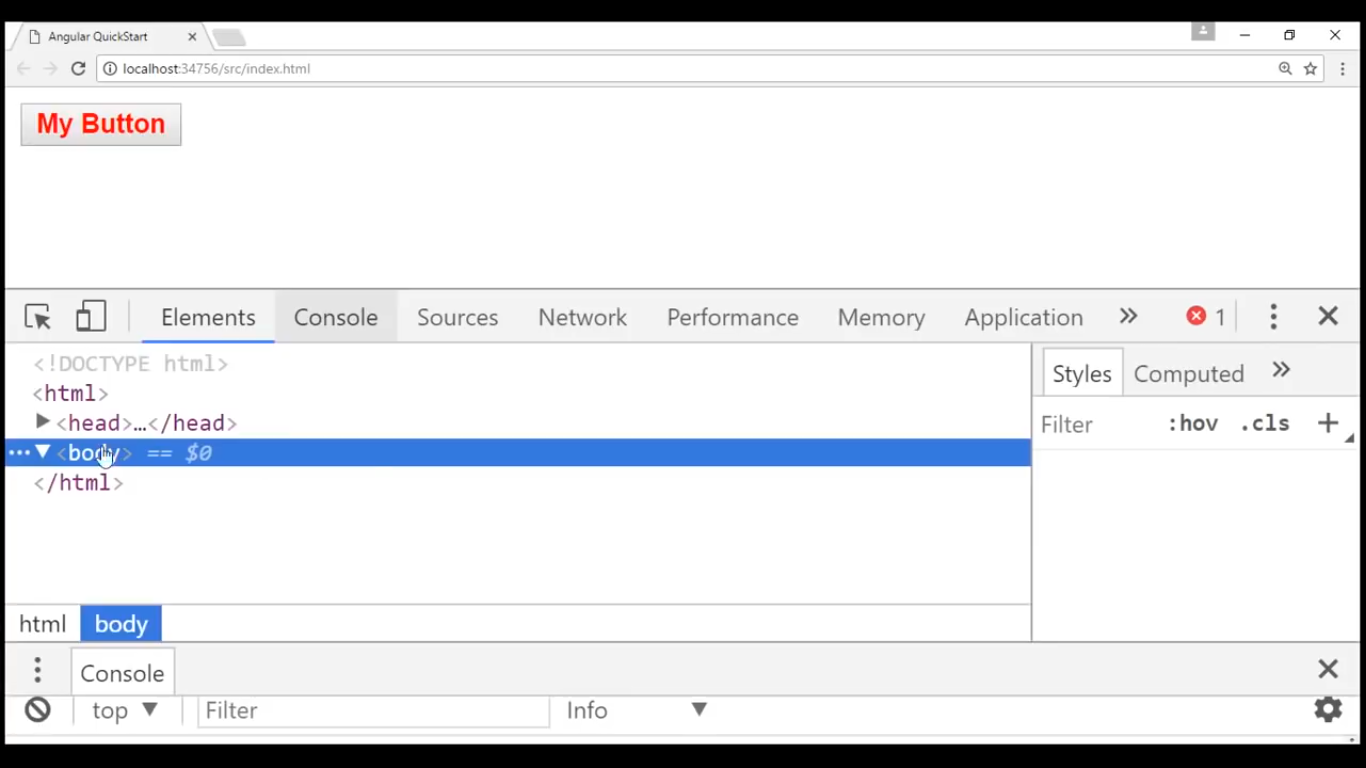 Angular QuickStart
localhost:34756/src/index.html
My Button
Elements Console Sources Network Performance Memory Application » 1
<!DOCTYPE html>
<html>
<head>…</head>
<body> == $0
</html>
Styles Computed »
Filter :hov .cls +
html body
Console
top Filter Info